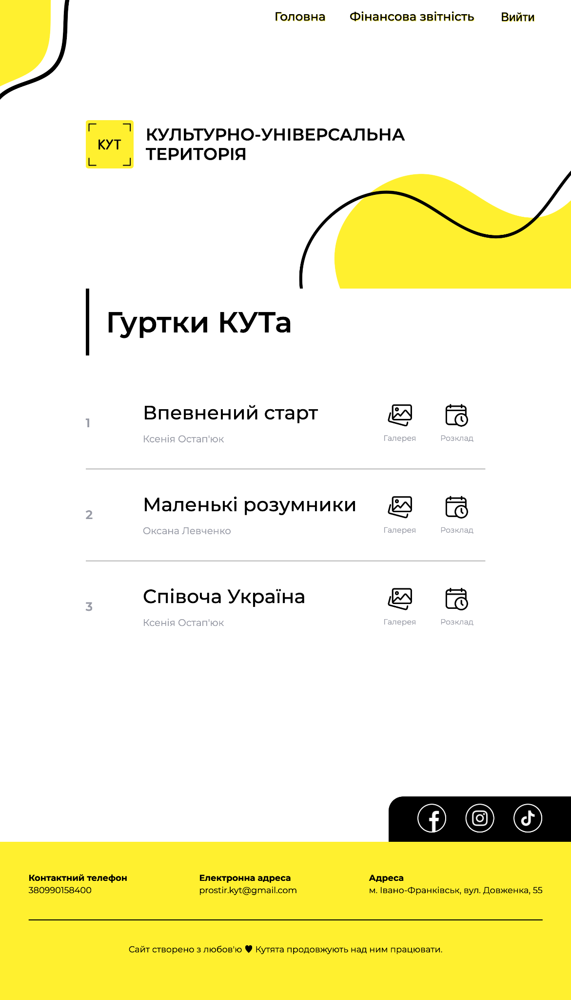 Головна Фінансова звітність Вийти
КУТ
КУЛЬТУРНО-УНІВЕРСАЛЬНА
ТЕРИТОРІЯ
Гуртки КУТа
1
Впевнений старт
Ксенія Остап'юк
Галерея
Розклад
2
Маленькі розумники
Оксана Левченко
Галерея
Розклад
3
Співоча Україна
Ксенія Остап'юк
Галерея
Розклад
Контактний телефон
380990158400
Електронна адреса
prostir.kyt@gmail.com
Адреса
м. Івано-Франківськ, вул. Довженка, 55
Сайт створено з любов'ю ♥ Кутята продовжують над ним працювати.